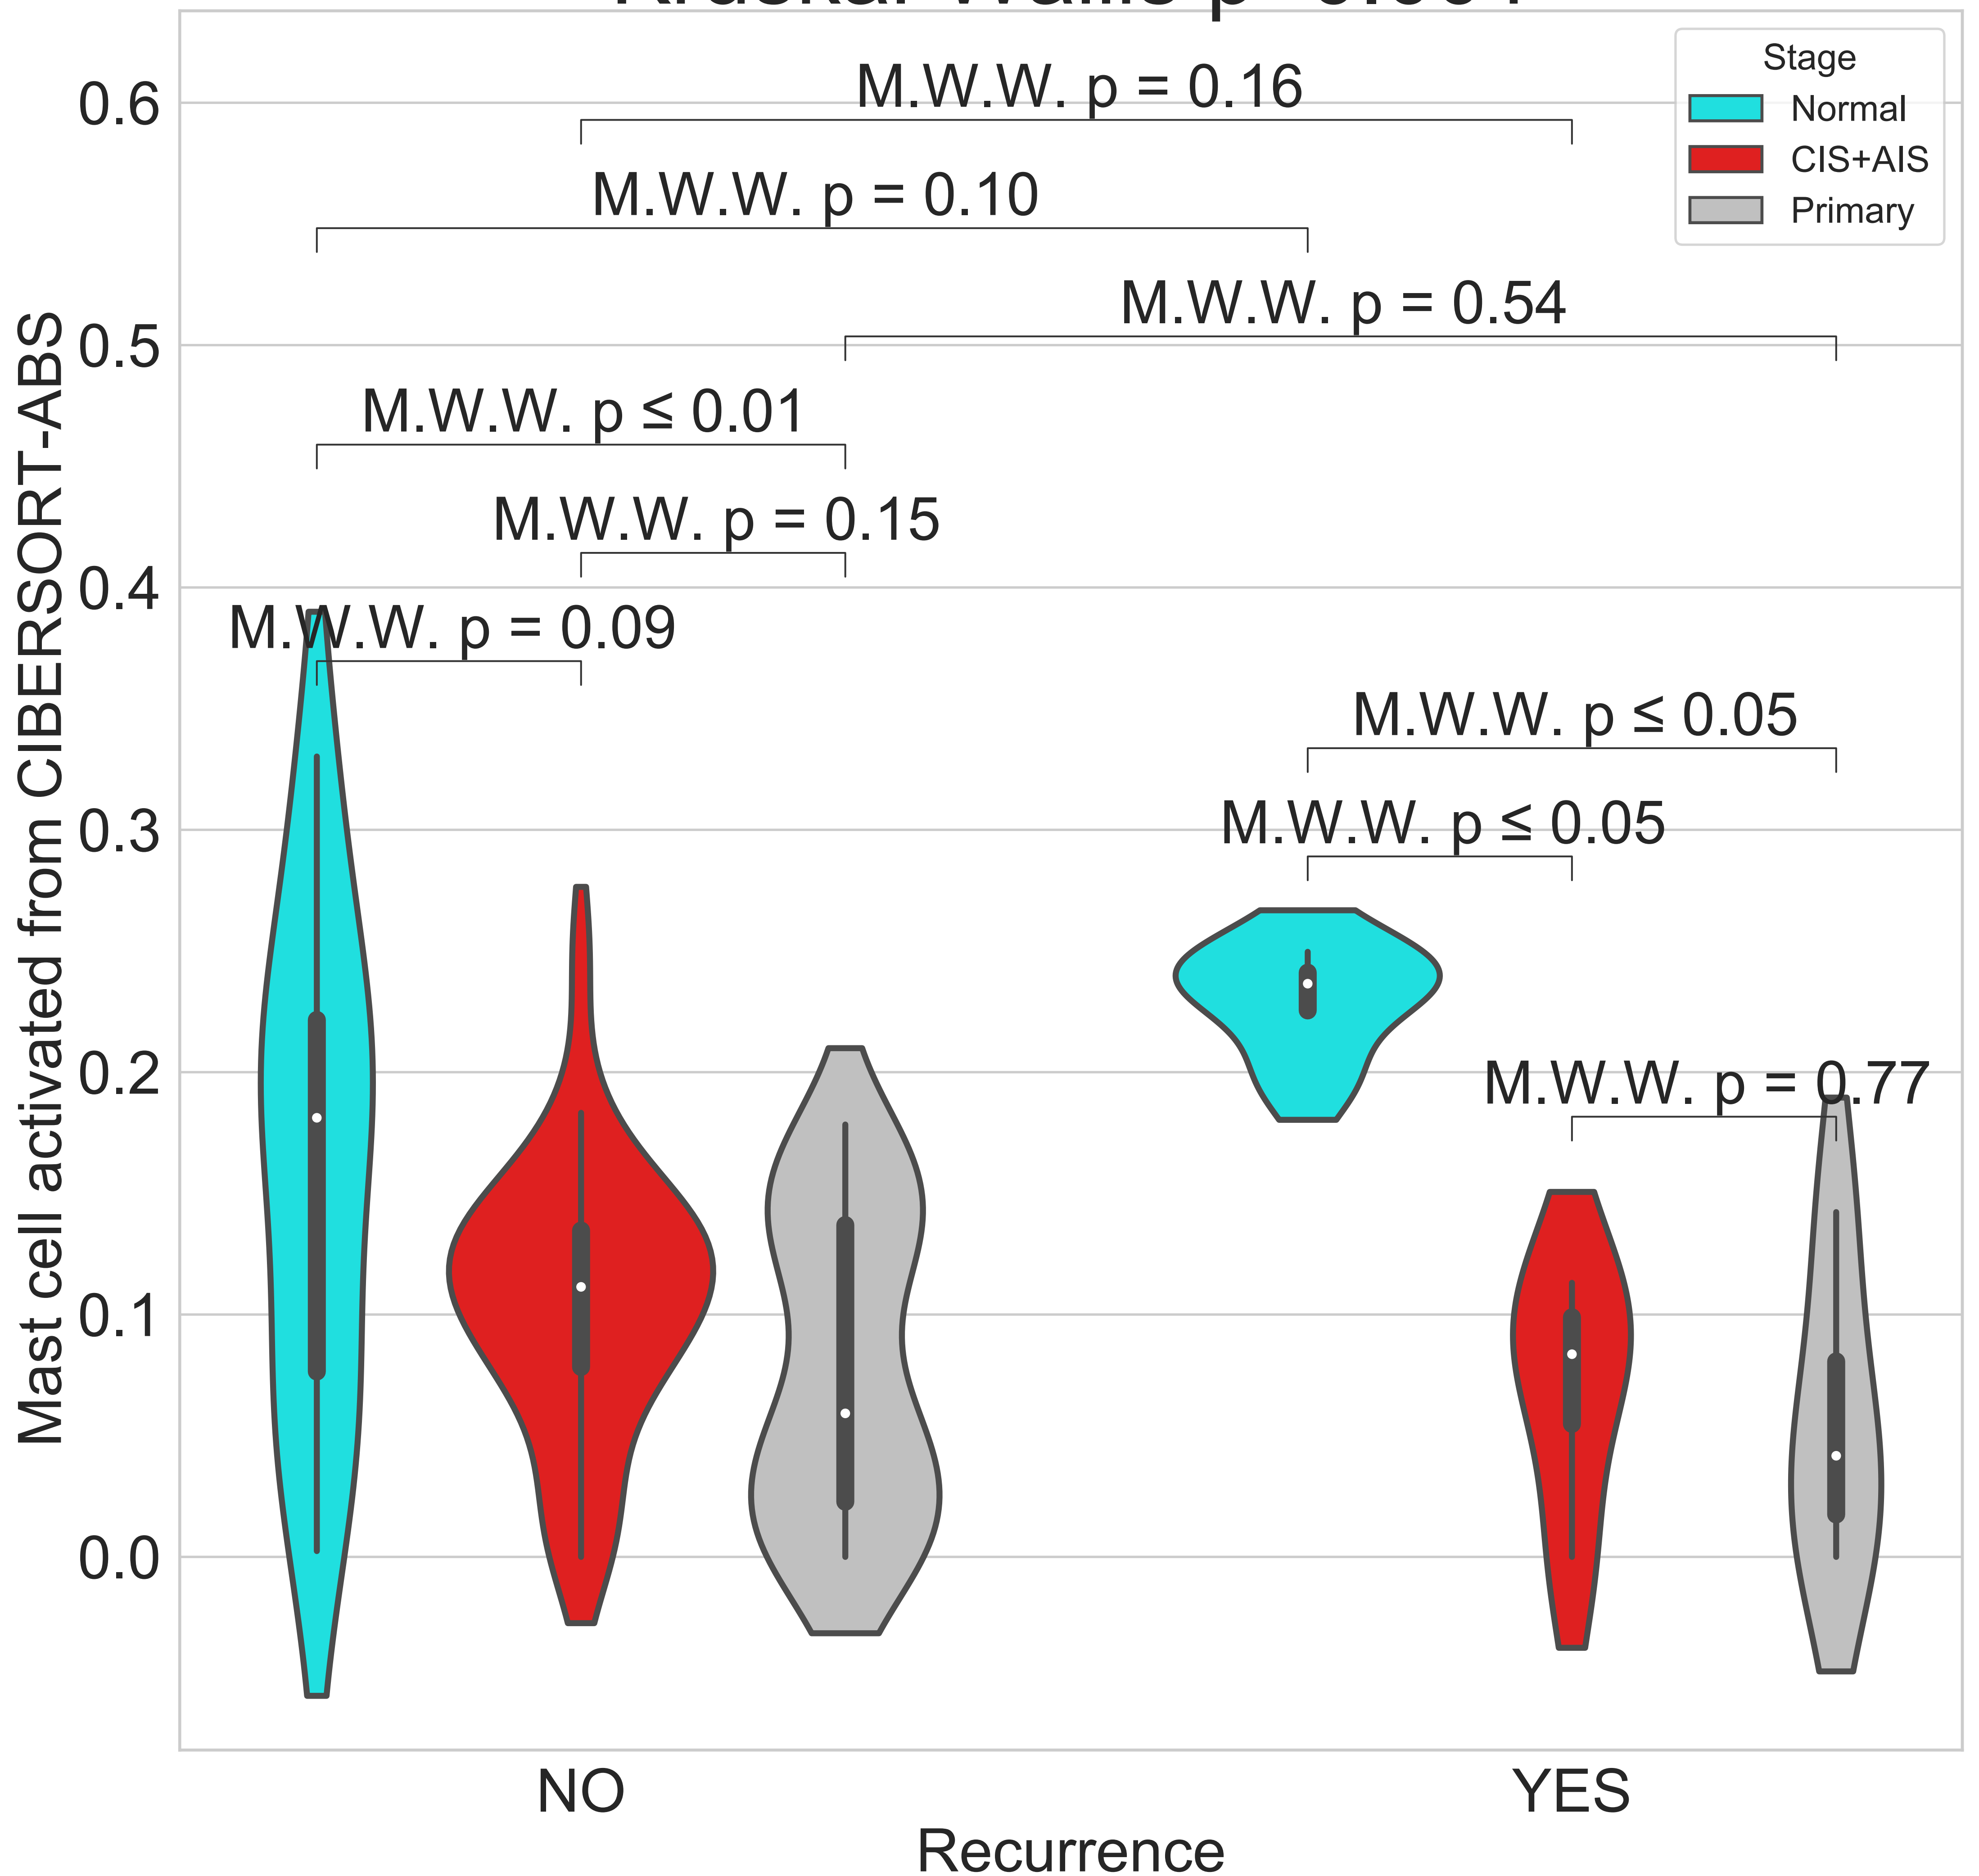 Stage
Normal
CIS+AIS
Primary
M.W.W. p = 0.16
M.W.W. p = 0.10
M.W.W. p = 0.54
M.W.W. p ≤ 0.01
M.W.W. p = 0.15
M.W.W. p = 0.09
M.W.W. p ≤ 0.05
M.W.W. p ≤ 0.05
M.W.W. p = 0.77
Mast cell activated from CIBERSORT-ABS
0.6
0.5
0.4
0.3
0.2
0.1
0.0
NO
YES
Recurrence